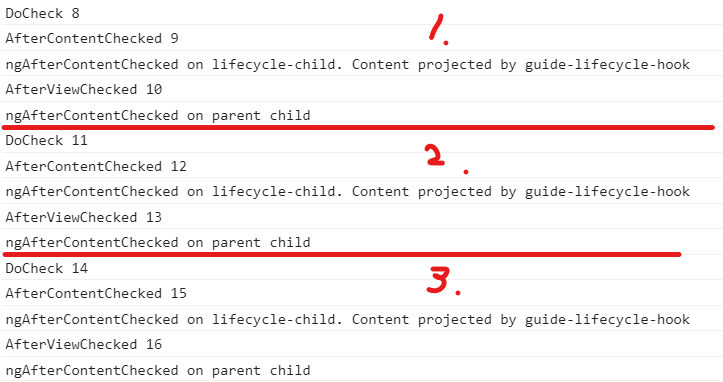 DoCheck 8
1.
AfterContentChecked 9
ngAfterContentChecked on lifecycle-child. Content projected by guide-lifecycle-hook
AfterViewChecked 10
ngAfterContentChecked on parent child
DoCheck 11
2.
AfterContentChecked 12
ngAfterContentChecked on lifecycle-child. Content projected by guide-lifecycle-hook
AfterViewChecked 13
ngAfterContentChecked on parent child
DoCheck 14
3.
AfterContentChecked 15
ngAfterContentChecked on lifecycle-child. Content projected by guide-lifecycle-hook
AfterViewChecked 16
ngAfterContentChecked on parent child